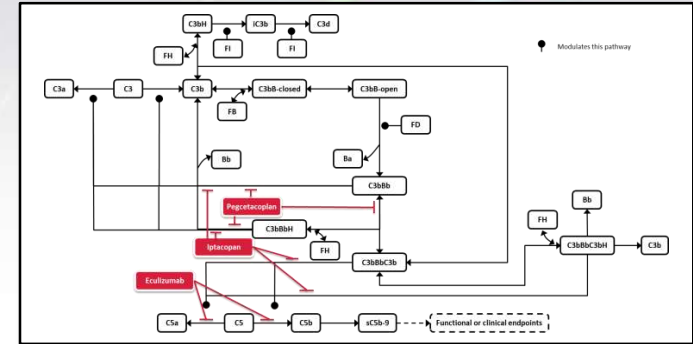 C3bH
iC3b
C3d
FH
FI
FI
Modulates this pathway
C3a
C3
C3b
C3bB-closed
C3bB-open
FB
FD
Bb
Ba
C3bBb
Pegcetacoplan
Bb
C3bBbH
FH
Iptacopan
FH
C3bBbC3bH
C3b
C3bBbC3b
Eculizumab
C5a
C5
C5b
sC5b-9
Functional or clinical endpoints